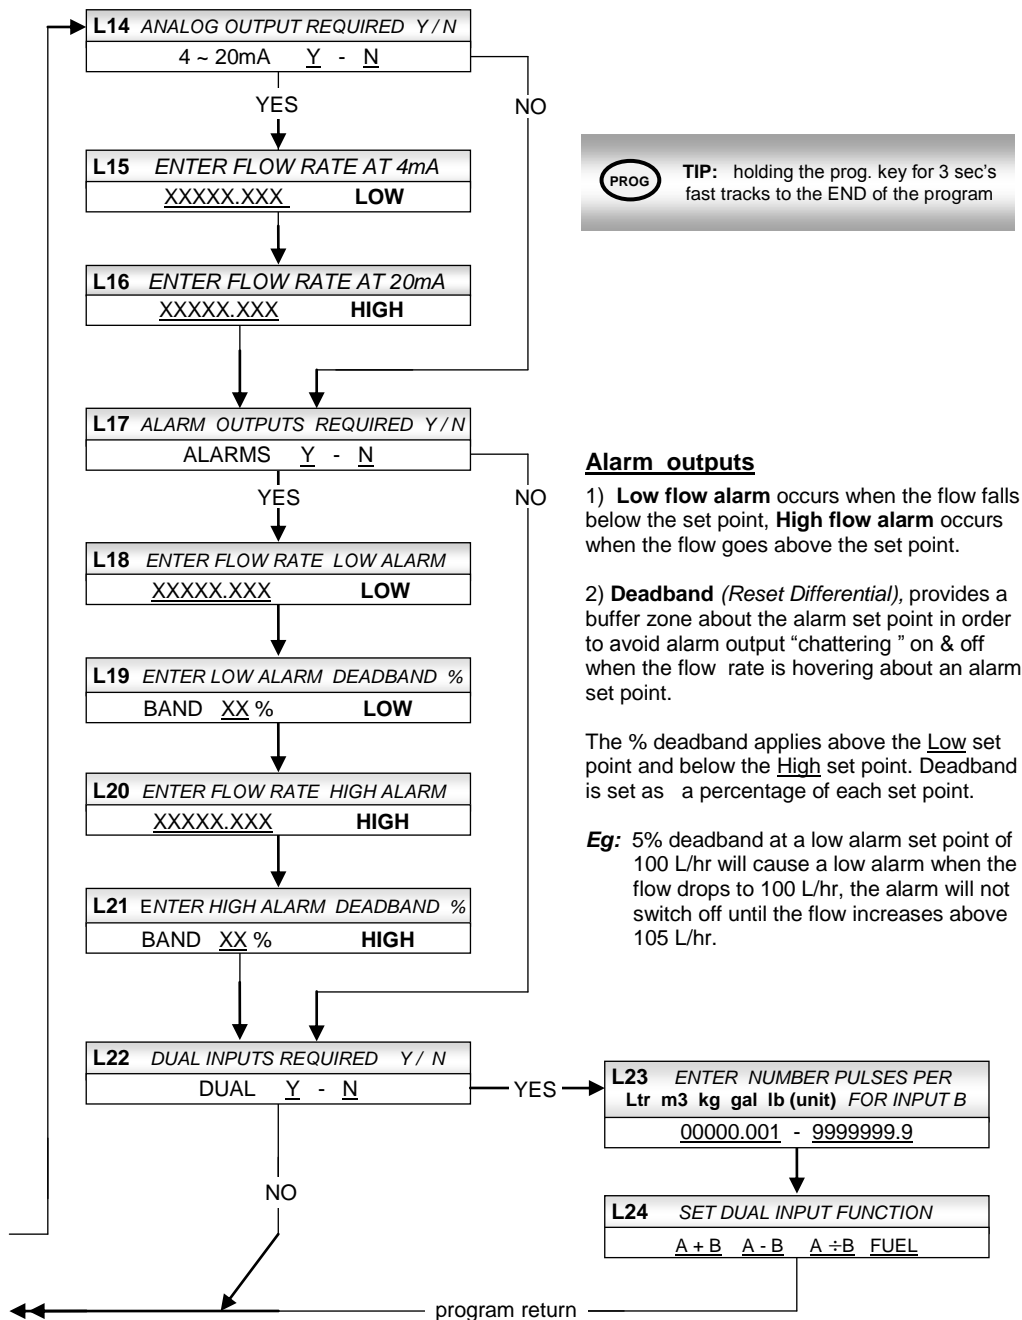 L14 ANALOG OUTPUT REQUIRED Y / N
4 ~ 20mA Y - N
YES
NO
L15 ENTER FLOW RATE AT 4mA
XXXXX.XXX LOW
PROG
TIP: holding the prog. key for 3 sec's
fast tracks to the END of the program
L16 ENTER FLOW RATE AT 20mA
XXXXX.XXX HIGH
L17 ALARM OUTPUTS REQUIRED Y / N
ALARMS Y - N
YES
NO
L18 ENTER FLOW RATE LOW ALARM
XXXXX.XXX LOW
L19 ENTER LOW ALARM DEADBAND %
BAND XX % LOW
L20 ENTER FLOW RATE HIGH ALARM
XXXXX.XXX HIGH
L21 ENTER HIGH ALARM DEADBAND %
BAND XX % HIGH
Alarm outputs
1) Low flow alarm occurs when the flow falls
below the set point, High flow alarm occurs
when the flow goes above the set point.
2) Deadband (Reset Differential), provides a
buffer zone about the alarm set point in order
to avoid alarm output “chattering ” on & off
when the flow rate is hovering about an alarm
set point.
The % deadband applies above the Low set
point and below the High set point. Deadband
is set as a percentage of each set point.
Eg: 5% deadband at a low alarm set point of
100 L/hr will cause a low alarm when the
flow drops to 100 L/hr, the alarm will not
switch off until the flow increases above
105 L/hr.
L22 DUAL INPUTS REQUIRED Y / N
DUAL Y - N
YES
NO
L23 ENTER NUMBER PULSES PER
Ltr m3 kg gal lb (unit) FOR INPUT B
00000.001 - 9999999.9
L24 SET DUAL INPUT FUNCTION
A + B A - B A ÷B FUEL
program return